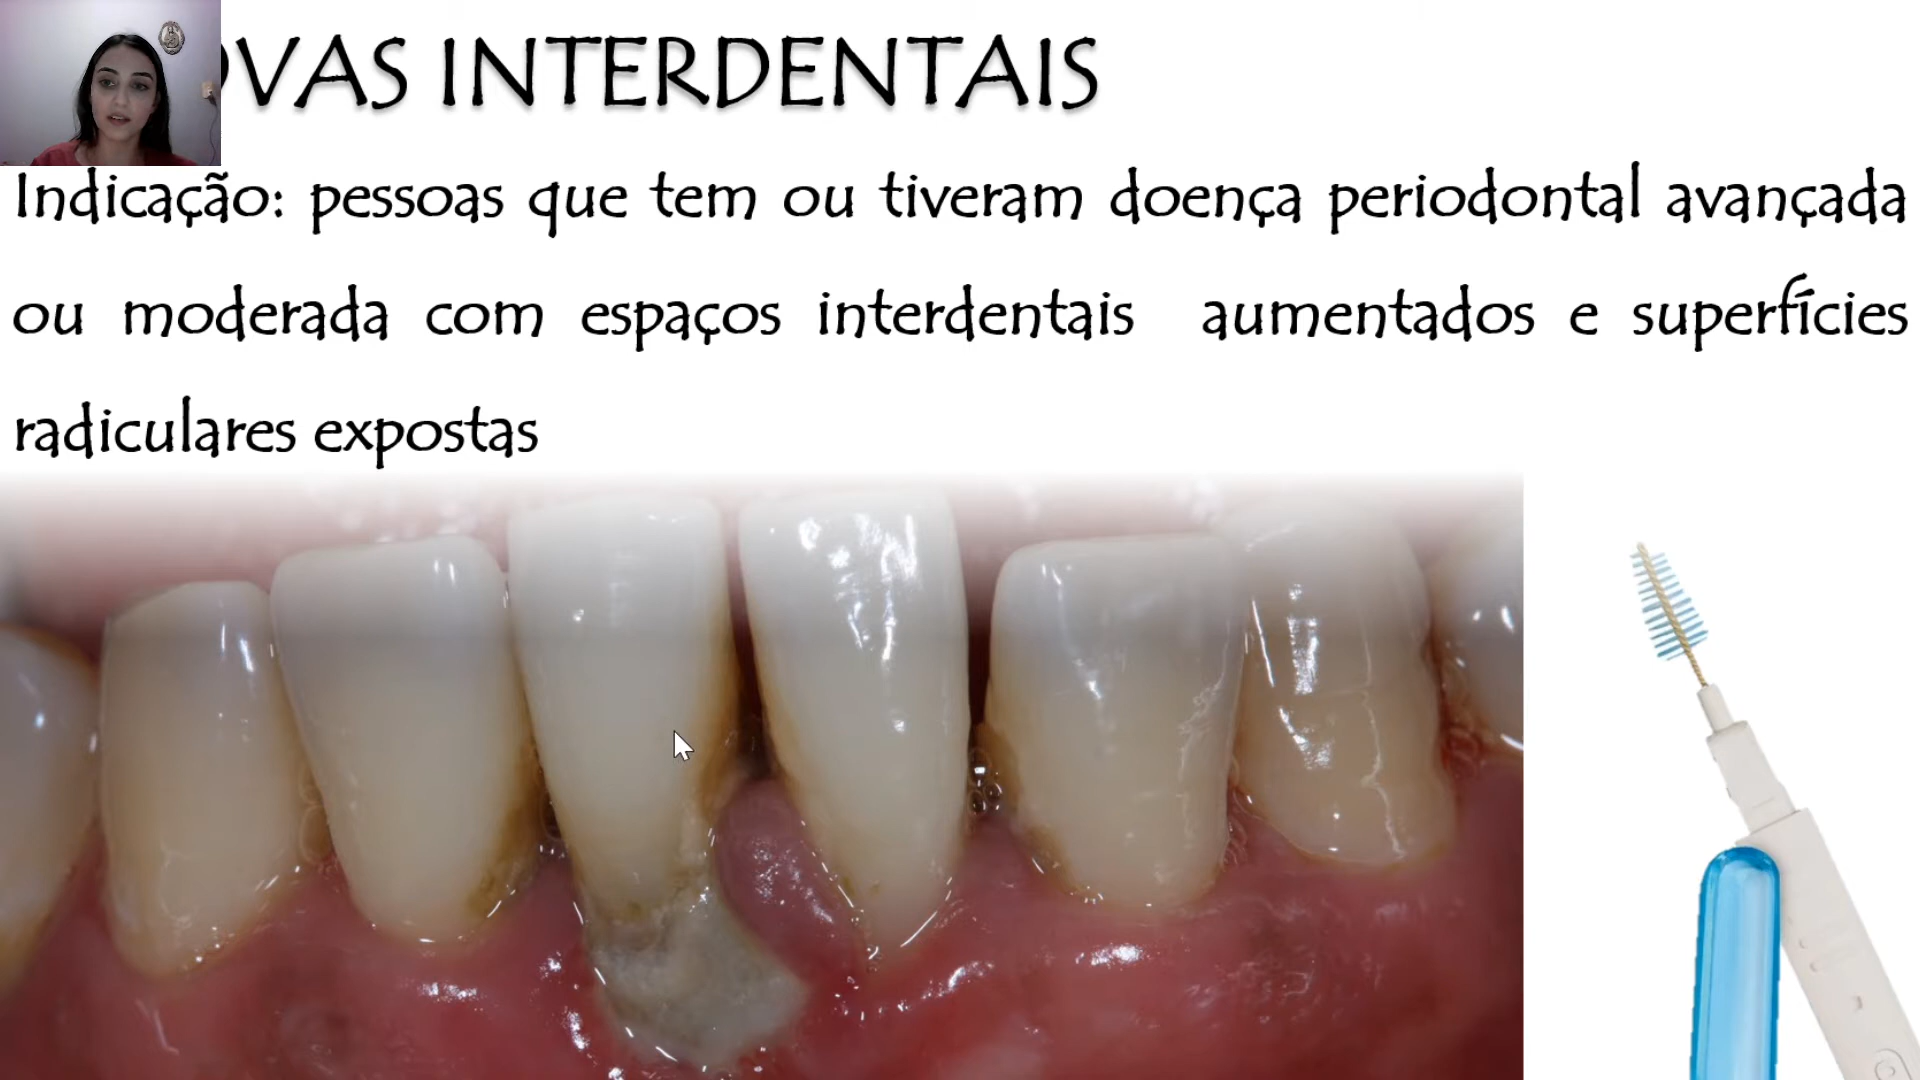 OVAS INTERDENTAIS
Indicação: pessoas que tem ou tiveram doença periodontal avançada
ou moderada com espaços interdentais aumentados e superfícies
radiculares expostas